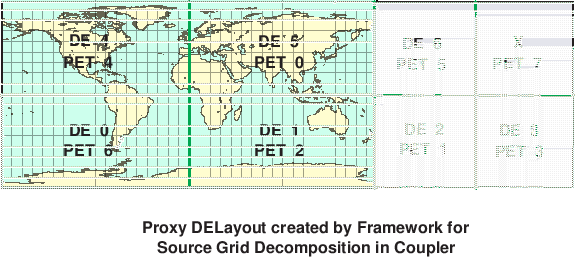 DE 4
PET 4
DE 5
PET 0
DE 6
PET 5
X
PET 7
DE 0
PET 6
DE 1
PET 2
DE 2
PET 1
DE 3
PET 3
Proxy DELayout created by Framework for
Source Grid Decomposition in Coupler